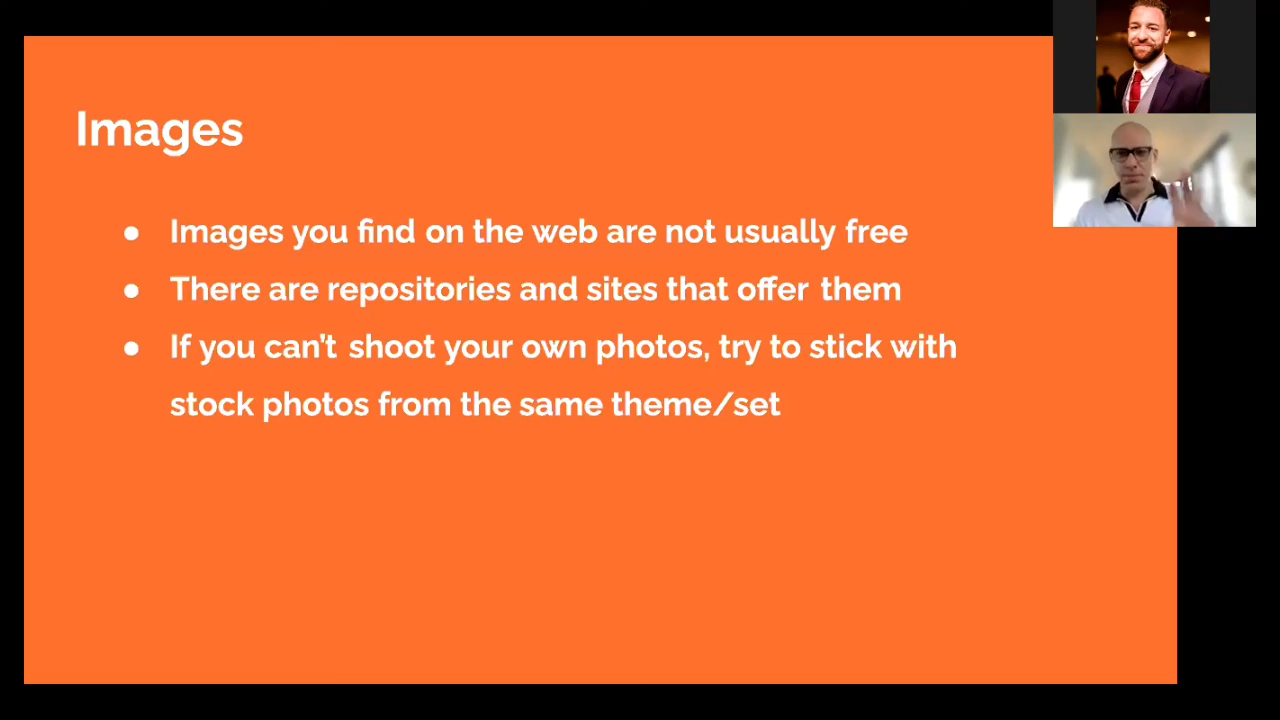 Images
● Images you find on the web are not usually free
● There are repositories and sites that offer them
● If you can’t shoot your own photos, try to stick with
stock photos from the same theme/set